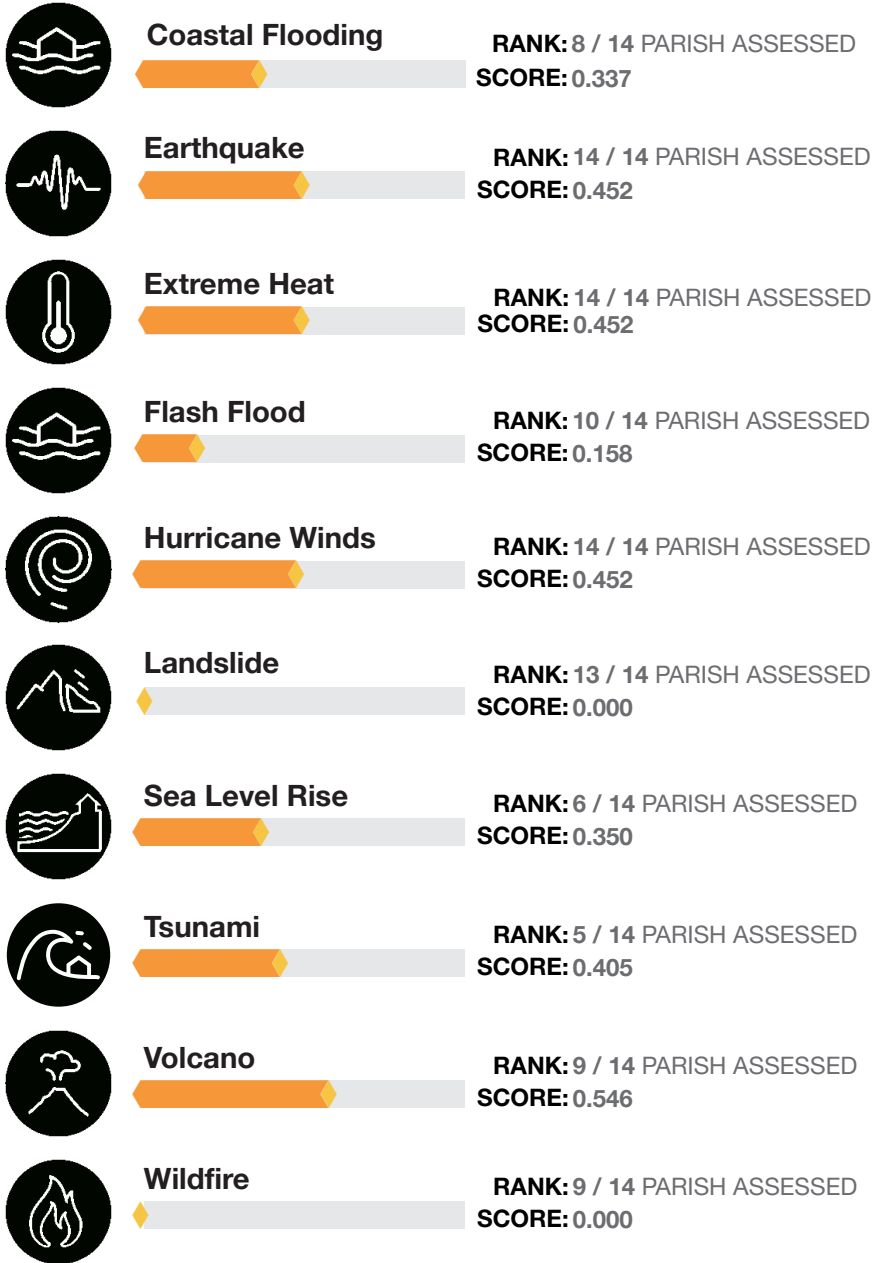 Coastal Flooding
RANK: 8 / 14 PARISH ASSESSED
SCORE: 0.337
Earthquake
RANK: 14 / 14 PARISH ASSESSED
SCORE: 0.452
Extreme Heat
RANK: 14 / 14 PARISH ASSESSED
SCORE: 0.452
Flash Flood
RANK: 10 / 14 PARISH ASSESSED
SCORE: 0.158
Hurricane Winds
RANK: 14 / 14 PARISH ASSESSED
SCORE: 0.452
Landslide
RANK: 13 / 14 PARISH ASSESSED
SCORE: 0.000
Sea Level Rise
RANK: 6 / 14 PARISH ASSESSED
SCORE: 0.350
Tsunami
RANK: 5 / 14 PARISH ASSESSED
SCORE: 0.405
Volcano
RANK: 9 / 14 PARISH ASSESSED
SCORE: 0.546
Wildfire
RANK: 9 / 14 PARISH ASSESSED
SCORE: 0.000